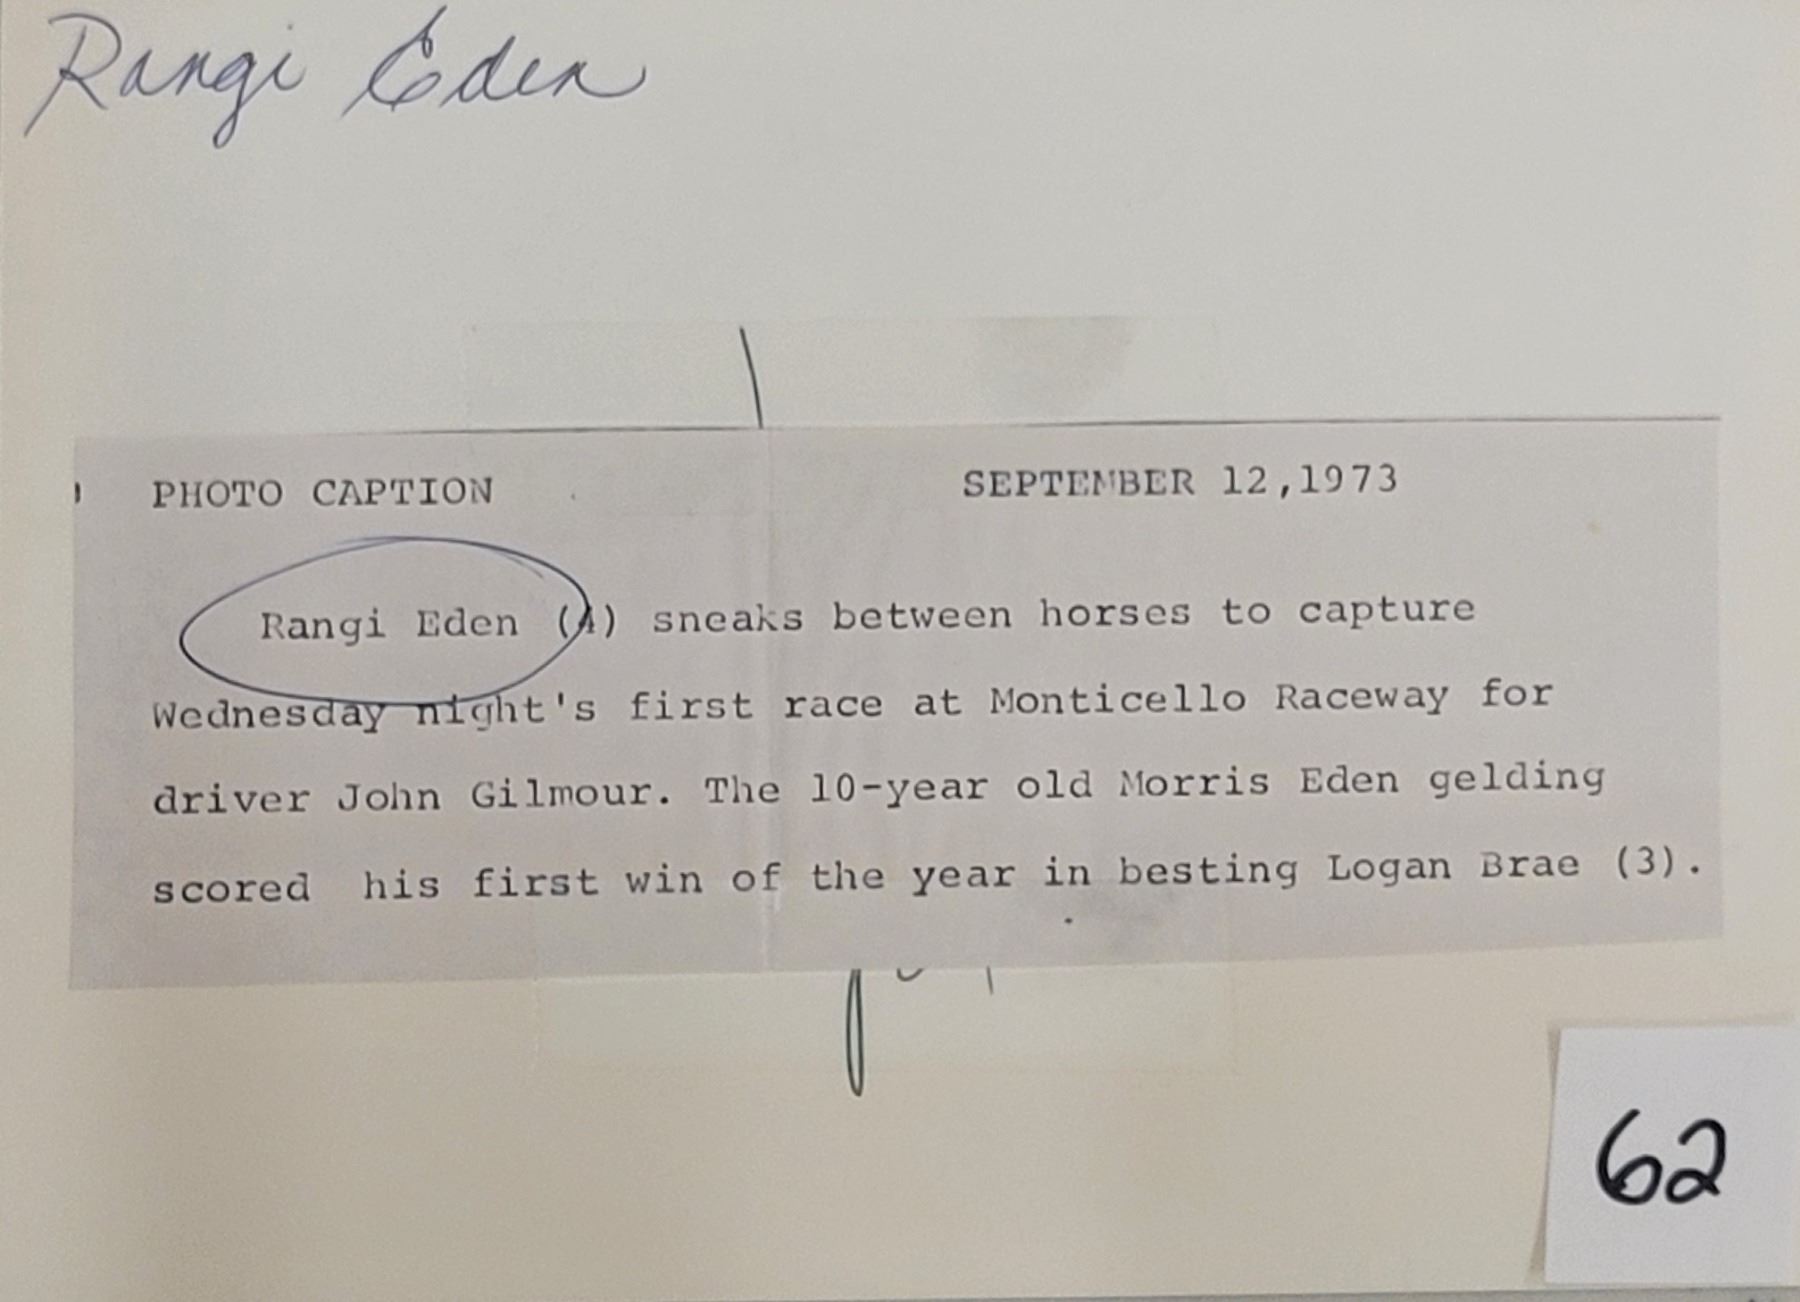 Rangi Eden
PHOTO CAPTION SEPTEMBER 12,1973
Rangi Eden (4) sneaks between horses to capture
Wednesday night's first race at Monticello Raceway for
driver John Gilmour. The 10-year old Morris Eden gelding
scored his first win of the year in besting Logan Brae (3).
62